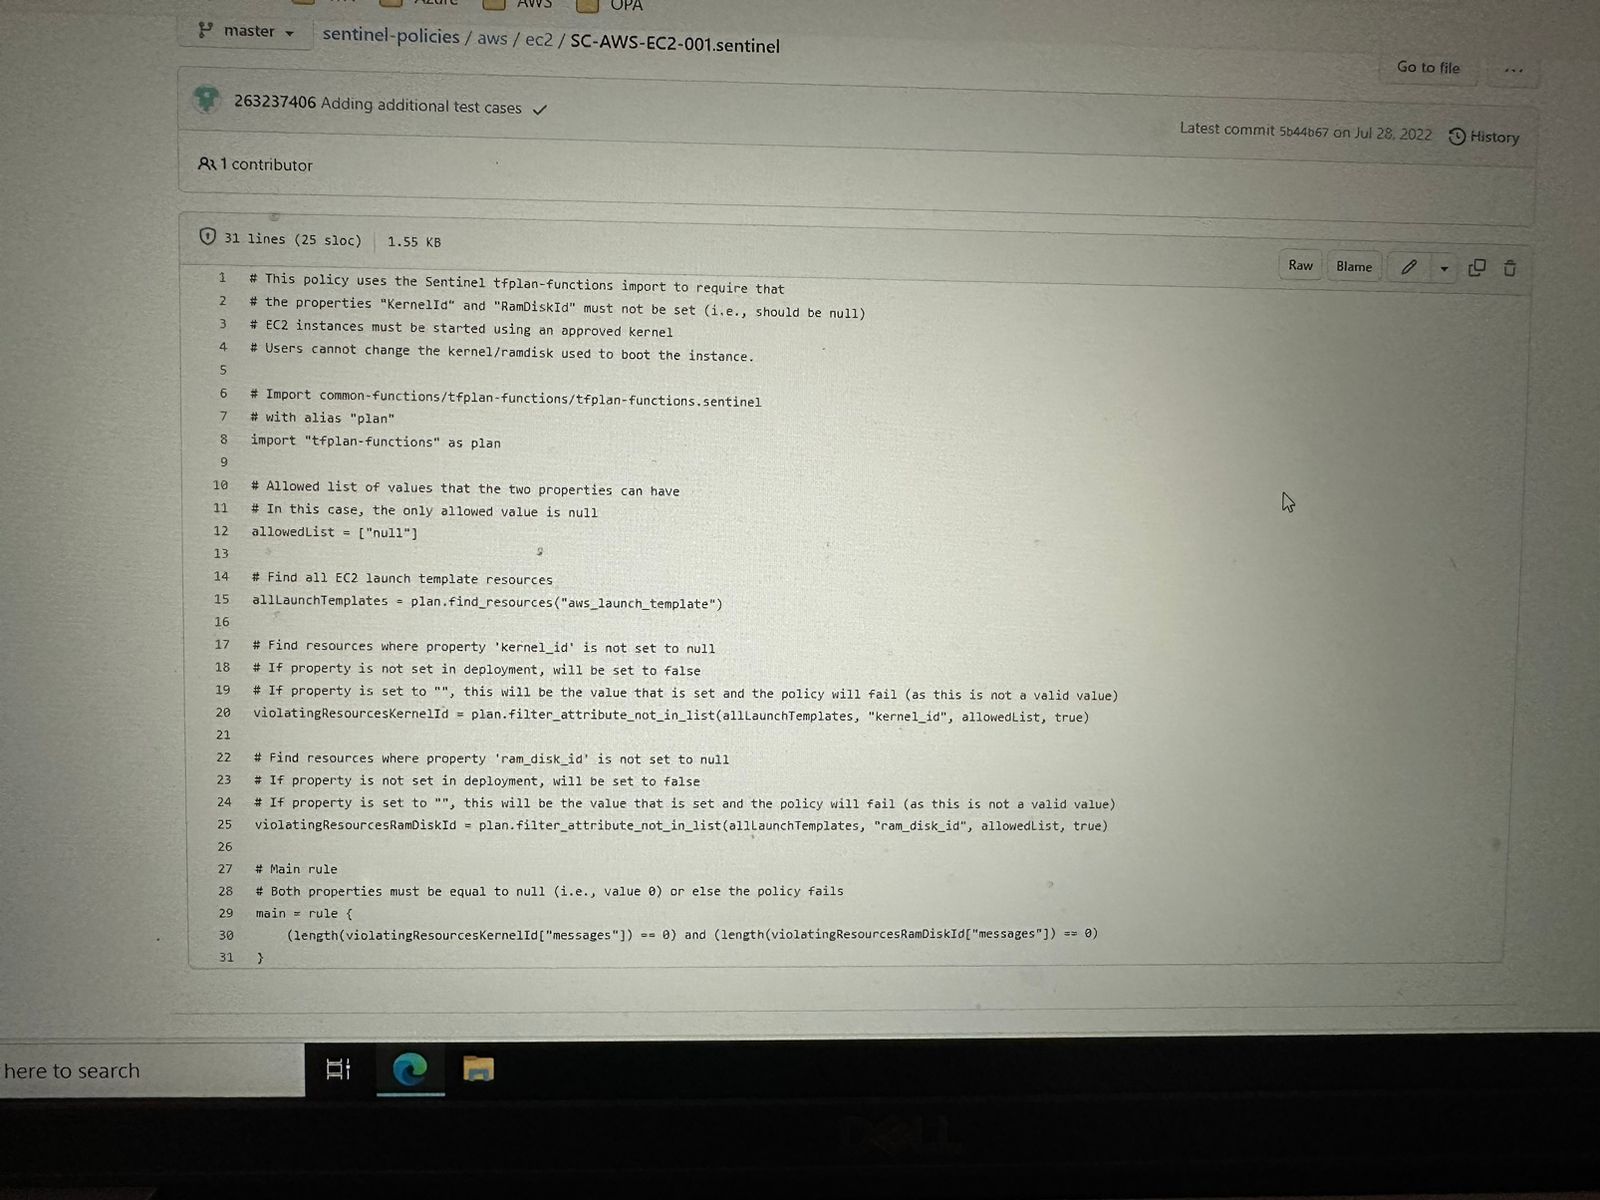 Azure AWS OPA
master sentinel-policies / aws / ec2 / SC-AWS-EC2-001.sentinel
Go to file ...
263237406 Adding additional test cases
Latest commit 5b44b67 on Jul 28, 2022 History
1 contributor
31 lines (25 sloc) 1.55 KB
Raw Blame
1 # This policy uses the Sentinel tfplan-functions import to require that
2 # the properties "KernelId" and "RamDiskId" must not be set (i.e., should be null)
3 # EC2 instances must be started using an approved kernel
4 # Users cannot change the kernel/ramdisk used to boot the instance.
5
6 # Import common-functions/tfplan-functions/tfplan-functions.sentinel
7 # with alias "plan"
8 import "tfplan-functions" as plan
9
10 # Allowed list of values that the two properties can have
11 # In this case, the only allowed value is null
12 allowedList = ["null"]
13
14 # Find all EC2 launch template resources
15 allLaunchTemplates = plan.find_resources("aws_launch_template")
16
17 # Find resources where property 'kernel_id' is not set to null
18 # If property is not set in deployment, will be set to false
19 # If property is set to "", this will be the value that is set and the policy will fail (as this is not a valid value)
20 violatingResourcesKernelId = plan.filter_attribute_not_in_list(allLaunchTemplates, "kernel_id", allowedList, true)
21
22 # Find resources where property 'ram_disk_id' is not set to null
23 # If property is not set in deployment, will be set to false
24 # If property is set to "", this will be the value that is set and the policy will fail (as this is not a valid value)
25 violatingResourcesRamDiskId = plan.filter_attribute_not_in_list(allLaunchTemplates, "ram_disk_id", allowedList, true)
26
27 # Main rule
28 # Both properties must be equal to null (i.e., value 0) or else the policy fails
29 main = rule {
30 (length(violatingResourcesKernelId["messages"]) == 0) and (length(violatingResourcesRamDiskId["messages"]) == 0)
31 }
here to search
DELL